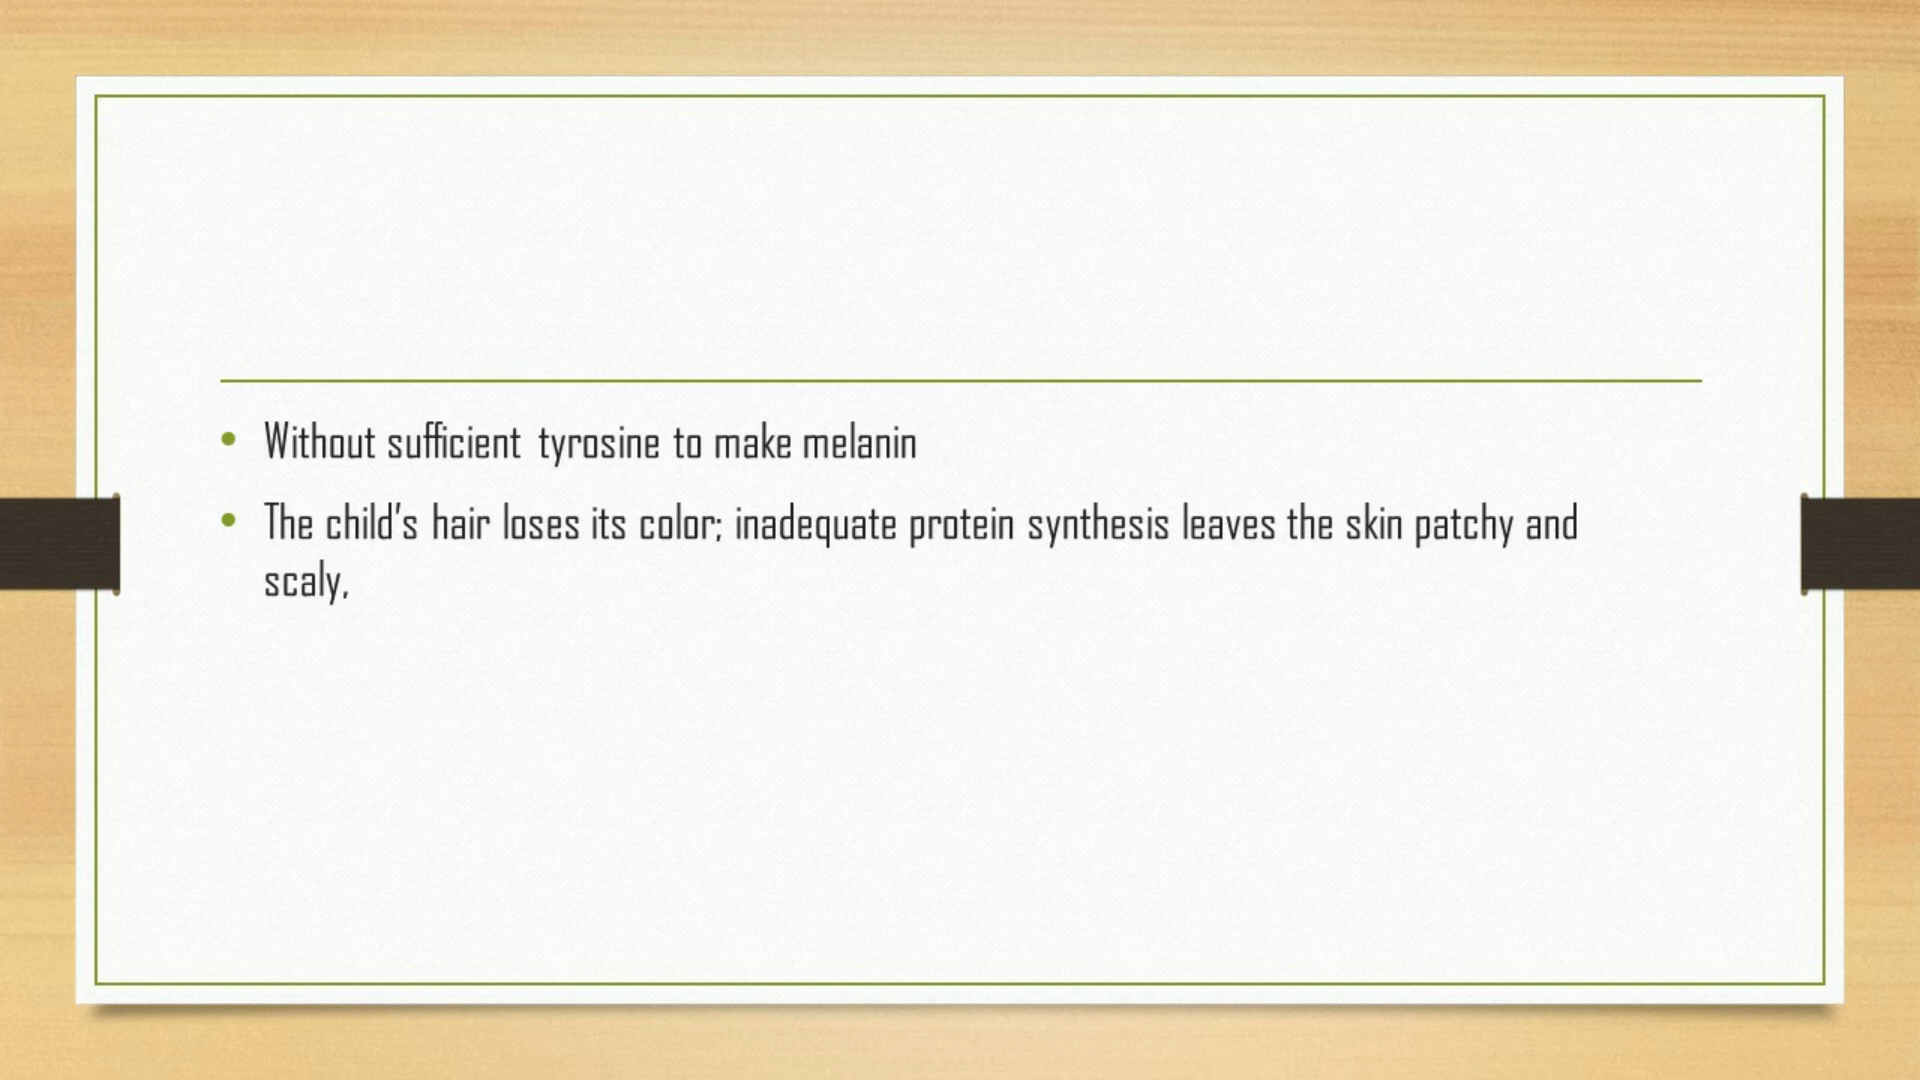 • Without sufficient tyrosine to make melanin
• The child's hair loses its color; inadequate protein synthesis leaves the skin patchy and
scaly,